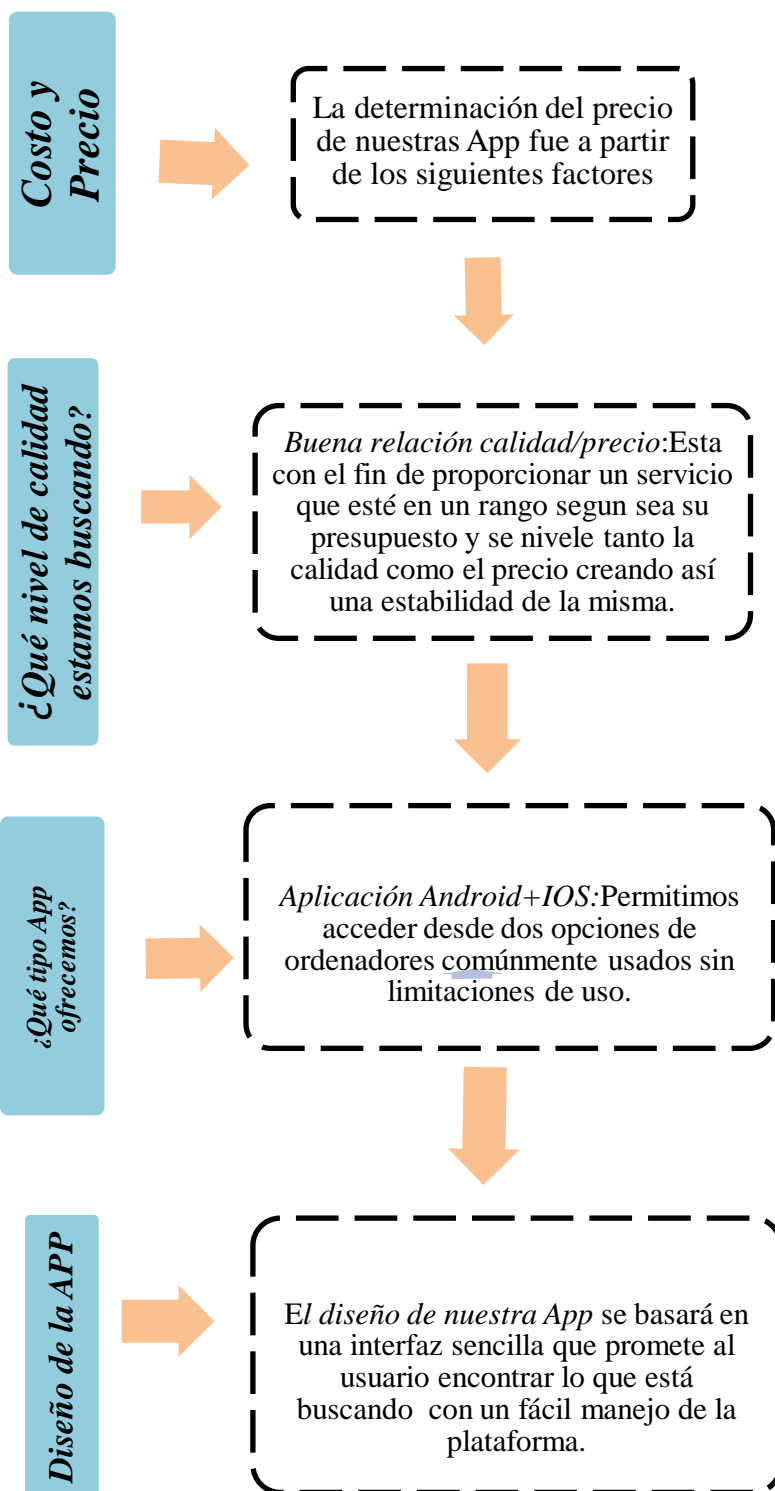 Costo y
Precio
La determinación del precio
de nuestras App fue a partir
de los siguientes factores
¿Qué nivel de calidad
estamos buscando?
Buena relación calidad/precio:Esta
con el fin de proporcionar un servicio
que esté en un rango segun sea su
presupuesto y se nivele tanto la
calidad como el precio creando así
una estabilidad de la misma.
¿Qué tipo App
ofrecemos?
Aplicación Android+IOS:Permitimos
acceder desde dos opciones de
ordenadores comúnmente usados sin
limitaciones de uso.
Diseño de la APP
El diseño de nuestra App se basará en
una interfaz sencilla que promete al
usuario encontrar lo que está
buscando con un fácil manejo de la
plataforma.